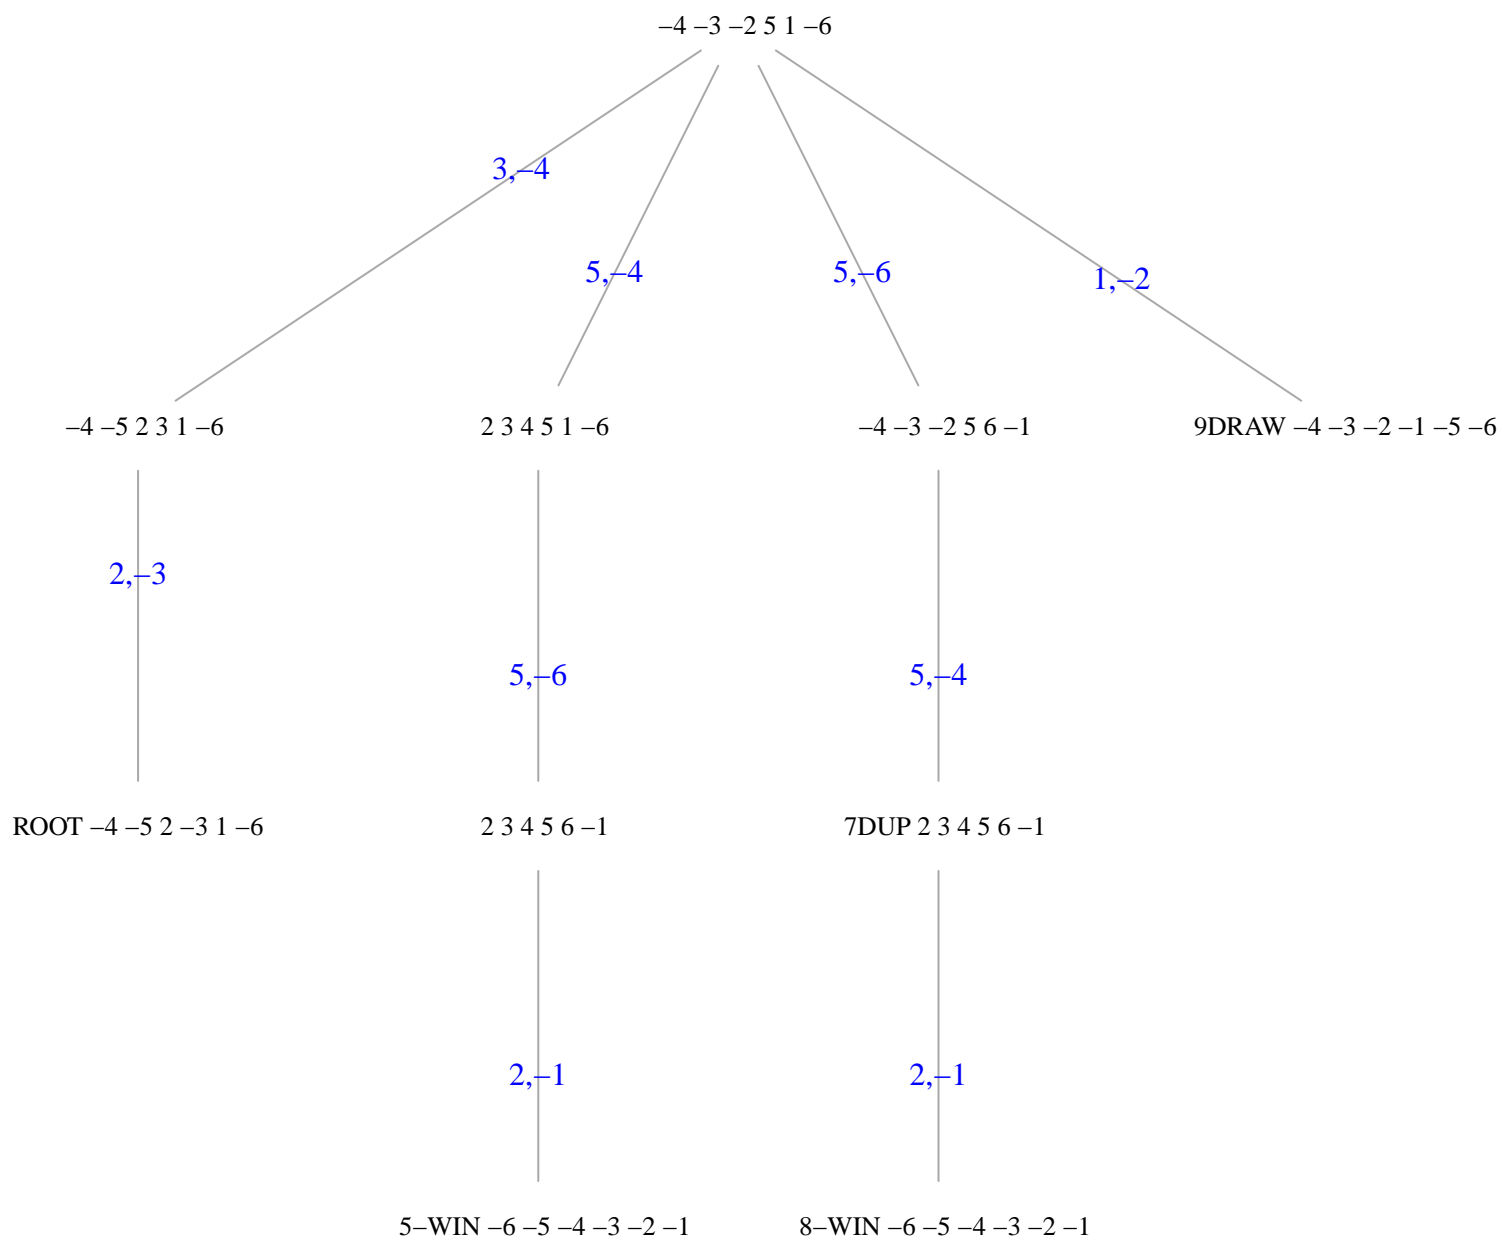 –4 –3 –2 5 1 –6
3,–4
5,–4
5,–6
1,–2
–4 –5 2 3 1 –6
2 3 4 5 1 –6
–4 –3 –2 5 6 –1
9DRAW –4 –3 –2 –1 –5 –6
2,–3
5,–6
5,–4
ROOT –4 –5 2 –3 1 –6
2 3 4 5 6 –1
7DUP 2 3 4 5 6 –1
2,–1
2,–1
5–WIN –6 –5 –4 –3 –2 –1
8–WIN –6 –5 –4 –3 –2 –1